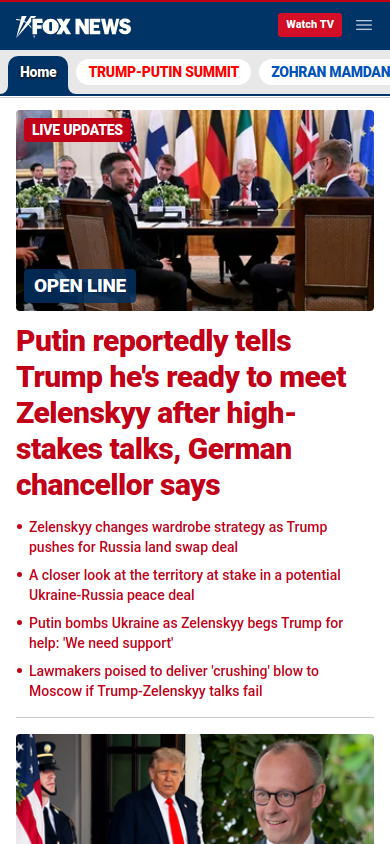 FOX NEWS
Watch TV
Home
TRUMP-PUTIN SUMMIT
ZOHRAN MAMDAN
LIVE UPDATES
OPEN LINE
Putin reportedly tells
Trump he's ready to meet
Zelenskyy after high-
stakes talks, German
chancellor says
• Zelenskyy changes wardrobe strategy as Trump
pushes for Russia land swap deal
• A closer look at the territory at stake in a potential
Ukraine-Russia peace deal
• Putin bombs Ukraine as Zelenskyy begs Trump for
help: 'We need support'
• Lawmakers poised to deliver 'crushing' blow to
Moscow if Trump-Zelenskyy talks fail